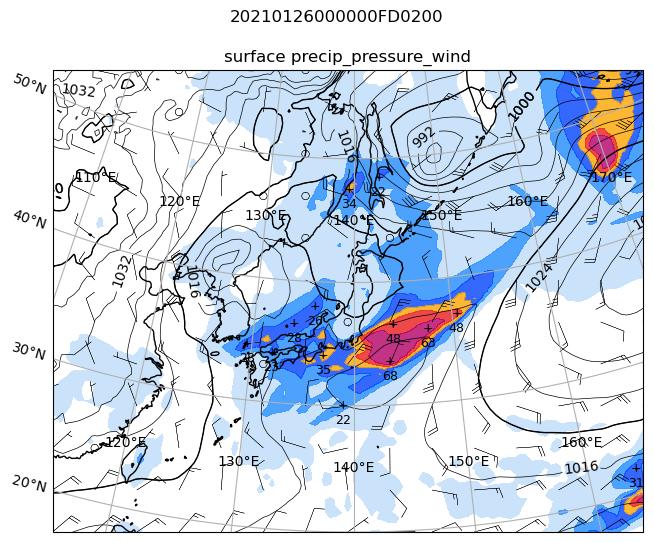 20210126000000FD0200
surface precip_pressure_wind
50°N
1032
1000
992
1016
110°E
170°E
120°E
22
34
160°E
130°E
140°E
150°E
40°N
1032
1016
1024
26
28
48
48
63
30°N
23
35
68
22
120°E
160°E
130°E
140°E
150°E
1016
20°N
31